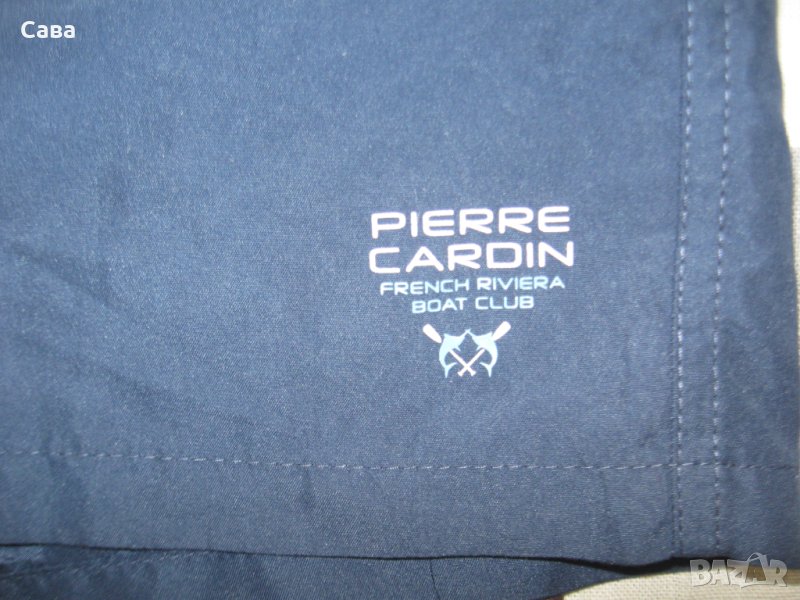 Сава
PIERRE
CARDIN
FRENCH RIVIERA
BOAT CLUB
BAZAR